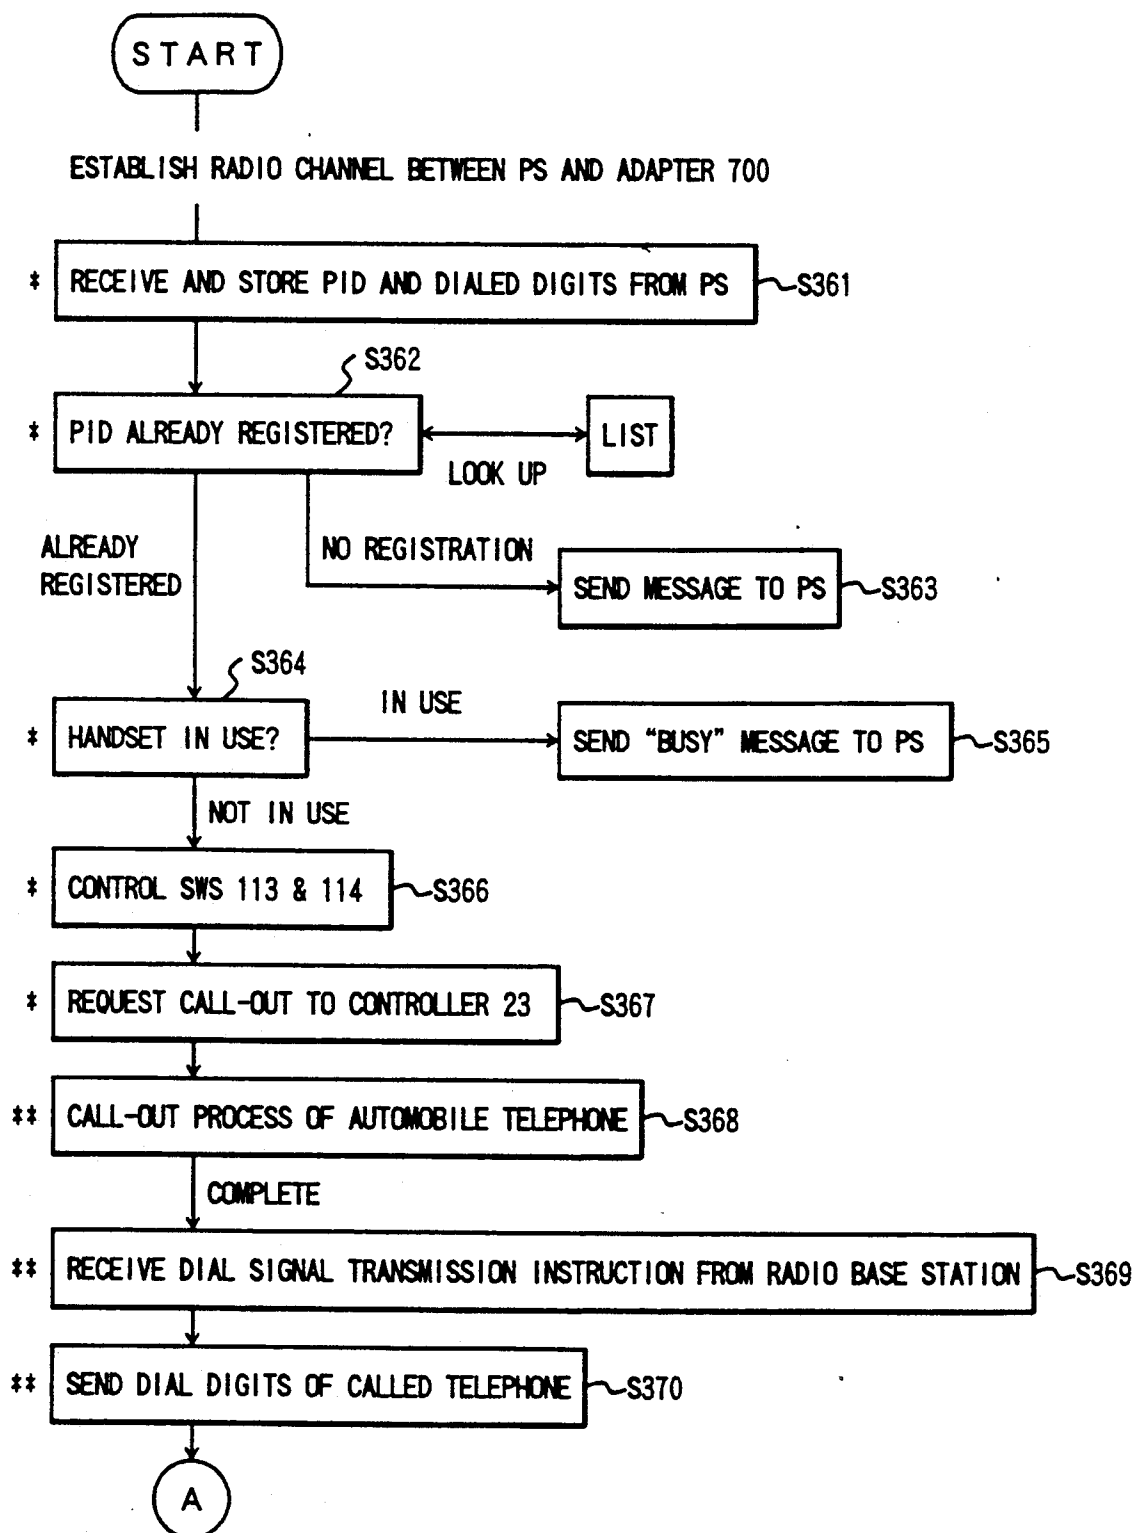 START
ESTABLISH RADIO CHANNEL BETWEEN PS AND ADAPTER 700
* RECEIVE AND STORE PID AND DIALED DIGITS FROM PS S361
S362
* PID ALREADY REGISTERED? LIST
LOOK UP
ALREADY
REGISTERED
NO REGISTRATION
SEND MESSAGE TO PS S363
S364
IN USE
* HANDSET IN USE? SEND “BUSY” MESSAGE TO PS S365
NOT IN USE
* CONTROL SWS 113 & 114 S366
* REQUEST CALL-OUT TO CONTROLLER 23 S367
** CALL-OUT PROCESS OF AUTOMOBILE TELEPHONE S368
COMPLETE
** RECEIVE DIAL SIGNAL TRANSMISSION INSTRUCTION FROM RADIO BASE STATION S369
** SEND DIAL DIGITS OF CALLED TELEPHONE S370
A